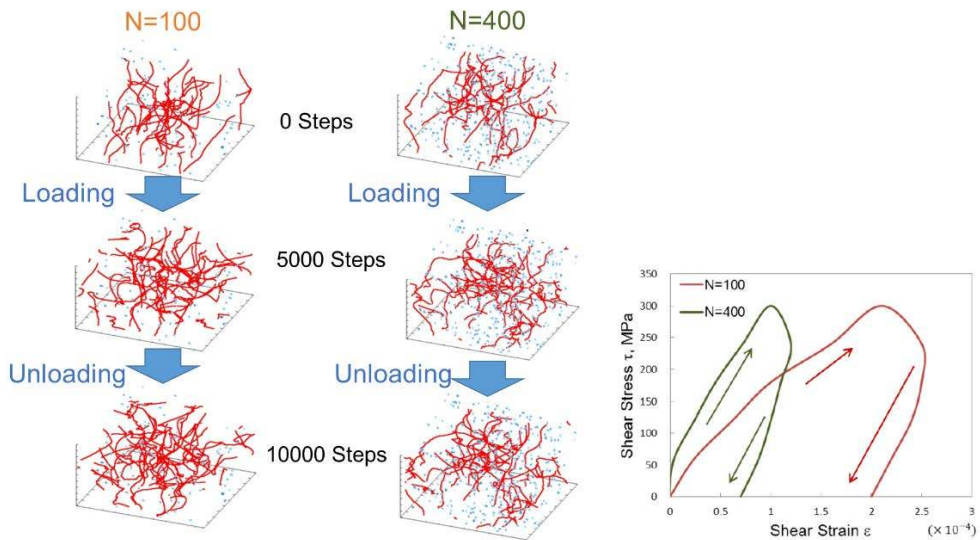 N=100
N=400
0 Steps
Loading
Loading
5000 Steps
Unloading
Unloading
10000 Steps
350
300
250
200
150
100
50
0
Shear Stress τ, MPa
N=100
N=400
0
0.5
1
1.5
2
2.5
3
Shear Strain ε
(×10⁻⁴)